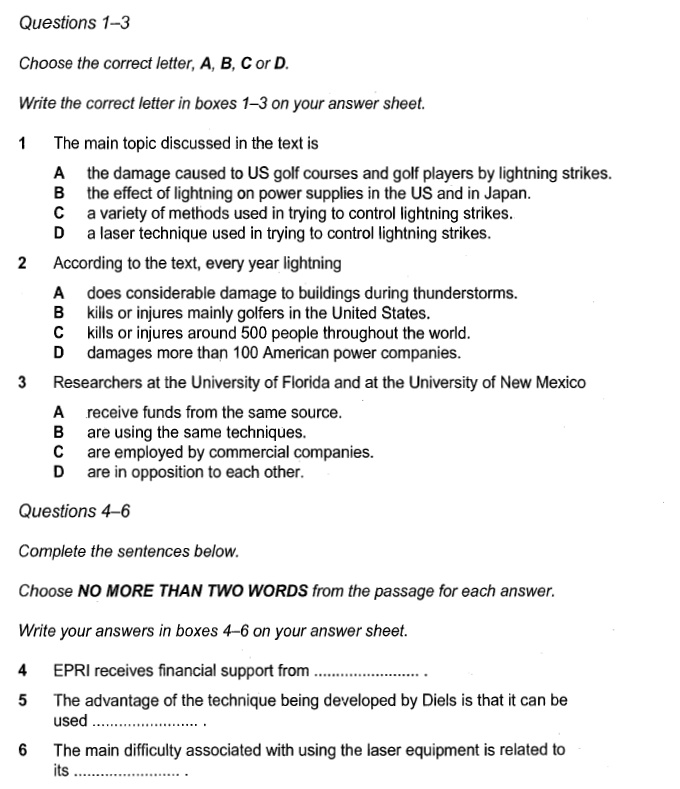 Questions 1–3
Choose the correct letter, A, B, C or D.
Write the correct letter in boxes 1–3 on your answer sheet.
1 The main topic discussed in the text is
A the damage caused to US golf courses and golf players by lightning strikes.
B the effect of lightning on power supplies in the US and in Japan.
C a variety of methods used in trying to control lightning strikes.
D a laser technique used in trying to control lightning strikes.
2 According to the text, every year lightning
A does considerable damage to buildings during thunderstorms.
B kills or injures mainly golfers in the United States.
C kills or injures around 500 people throughout the world.
D damages more than 100 American power companies.
3 Researchers at the University of Florida and at the University of New Mexico
A receive funds from the same source.
B are using the same techniques.
C are employed by commercial companies.
D are in opposition to each other.
Questions 4–6
Complete the sentences below.
Choose NO MORE THAN TWO WORDS from the passage for each answer.
Write your answers in boxes 4–6 on your answer sheet.
4 EPRI receives financial support from ........................ .
5 The advantage of the technique being developed by Diels is that it can be
used ........................ .
6 The main difficulty associated with using the laser equipment is related to
its ........................ .